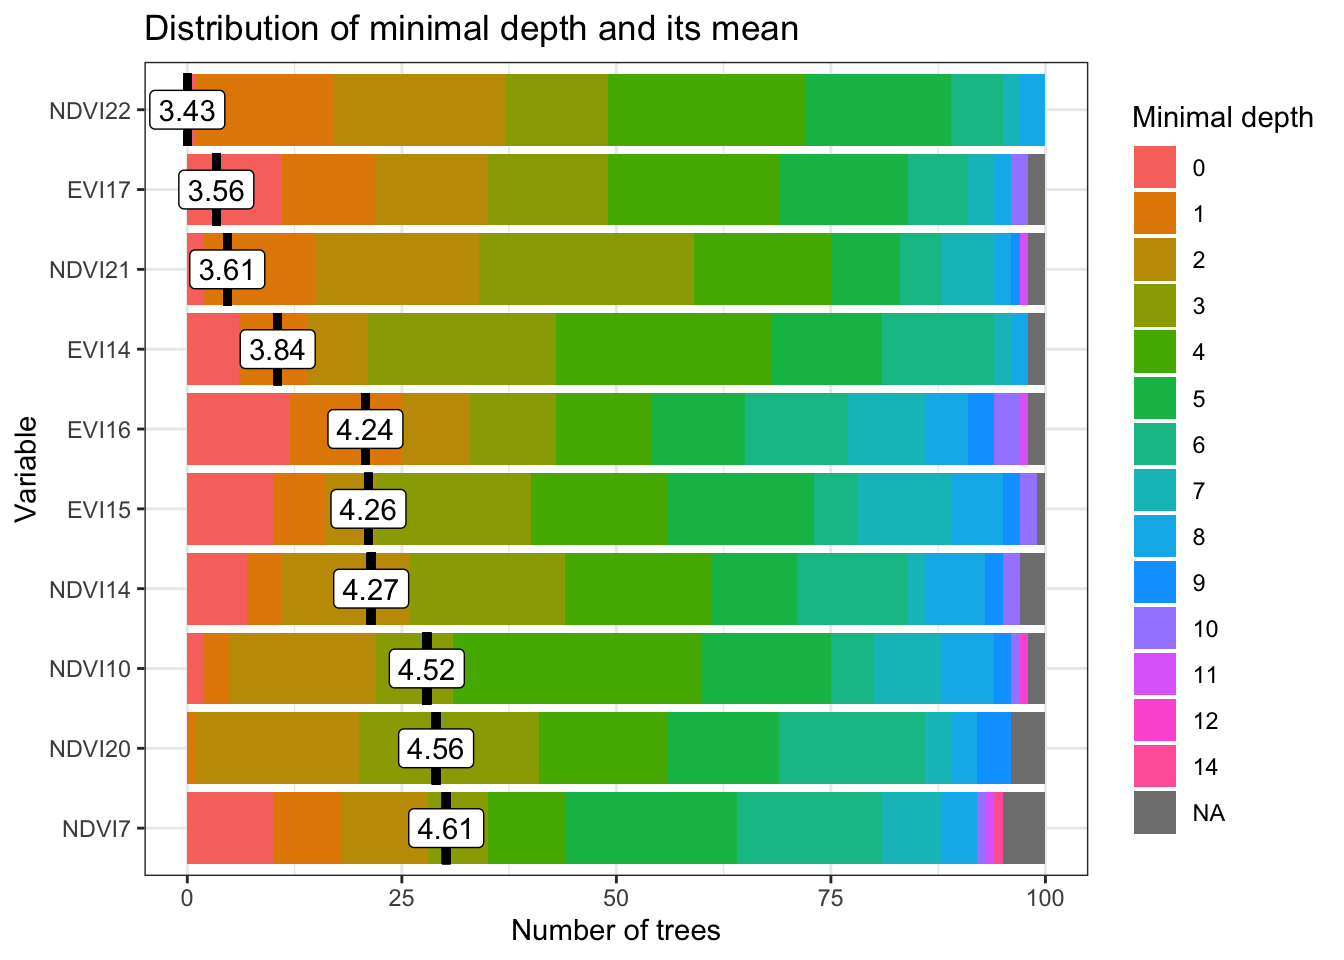 Distribution of minimal depth and its mean
Variable
NDVI22
3.43
EVI17
3.56
NDVI21
3.61
EVI14
3.84
EVI16
4.24
EVI15
4.26
NDVI14
4.27
NDVI10
4.52
NDVI20
4.56
NDVI7
4.61
0 25 50 75 100
Number of trees
Minimal depth
0
1
2
3
4
5
6
7
8
9
10
11
12
14
NA